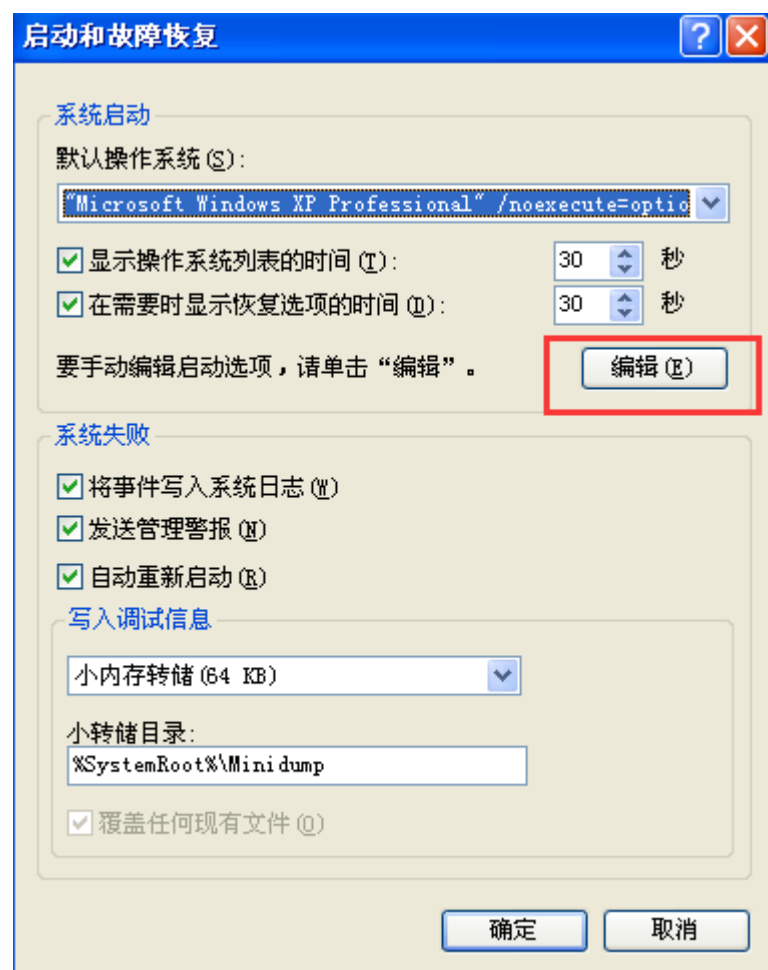 启动和故障恢复
系统启动
默认操作系统(S):
"Microsoft Windows XP Professional" /noexecute=optio
显示操作系统列表的时间(T): 30 秒
在需要时显示恢复选项的时间(D): 30 秒
要手动编辑启动选项，请单击“编辑”。 编辑(E)
系统失败
将事件写入系统日志(W)
发送管理警报(N)
自动重新启动(R)
写入调试信息
小内存转储(64 KB)
小转储目录:
%SystemRoot%\Minidump
覆盖任何现有文件(O)
确定 取消